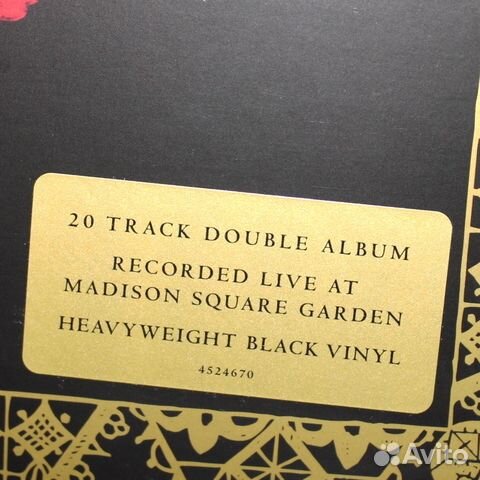 20 TRACK DOUBLE ALBUM
RECORDED LIVE AT
MADISON SQUARE GARDEN
HEAVYWEIGHT BLACK VINYL
4524670
Avito